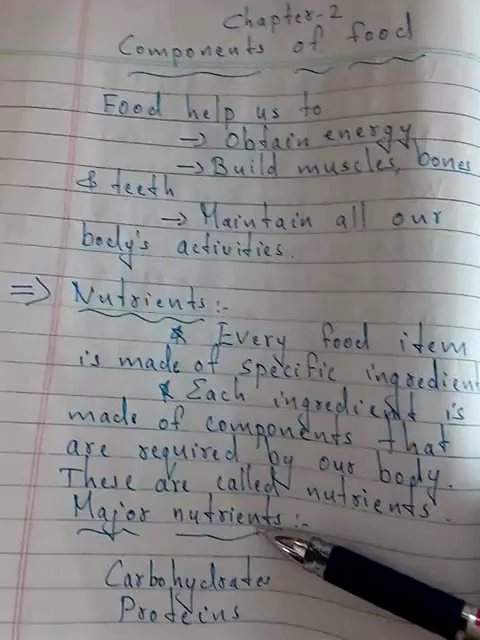 Chapter-2
Components of food
Food help us to
→ Obtain energy
→ Build muscles, bones
& teeth
→ Maintain all our
body's activities.
⇒ Nutrients:-
* Every food item
is made of specific ingredient
* Each ingredient is
made of components that
are required by our body.
These are called nutrients.
Major nutrients:-
Carbohydrates
Proteins